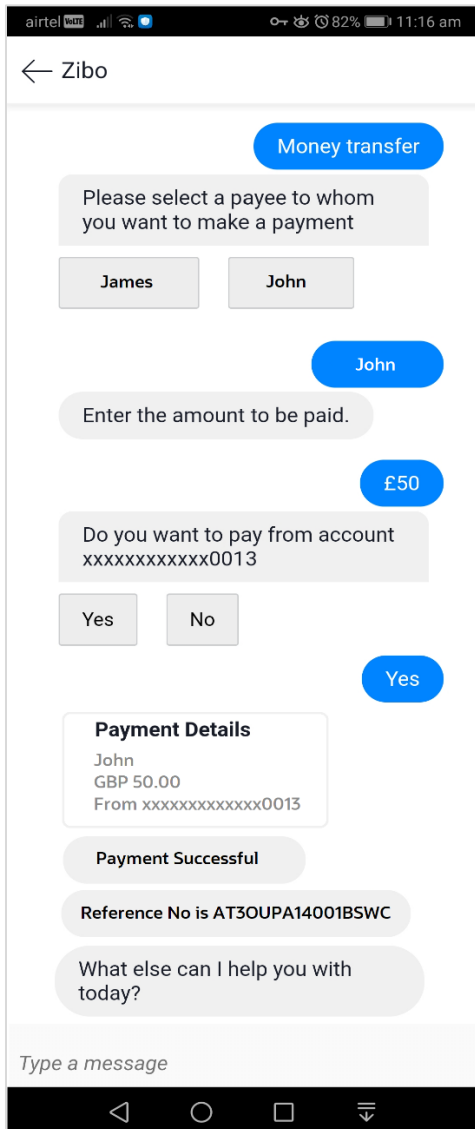 airtel VoLTE 82% 11:16 am
Zibo
Money transfer
Please select a payee to whom
you want to make a payment
James John
John
Enter the amount to be paid.
£50
Do you want to pay from account
xxxxxxxxxxxx0013
Yes No
Yes
Payment Details
John
GBP 50.00
From xxxxxxxxxxxxx0013
Payment Successful
Reference No is AT3OUPA14001BSWC
What else can I help you with
today?
Type a message